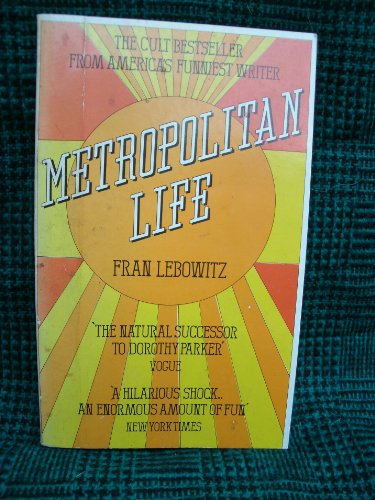 THE CULT BESTSELLER
FROM AMERICA'S FUNNIEST WRITER
METROPOLITAN
LIFE
FRAN LEBOWITZ
'THE NATURAL SUCCESSOR
TO DOROTHY PARKER'
VOGUE
'A HILARIOUS SHOCK..
AN ENORMOUS AMOUNT OF FUN'
NEW YORK TIMES